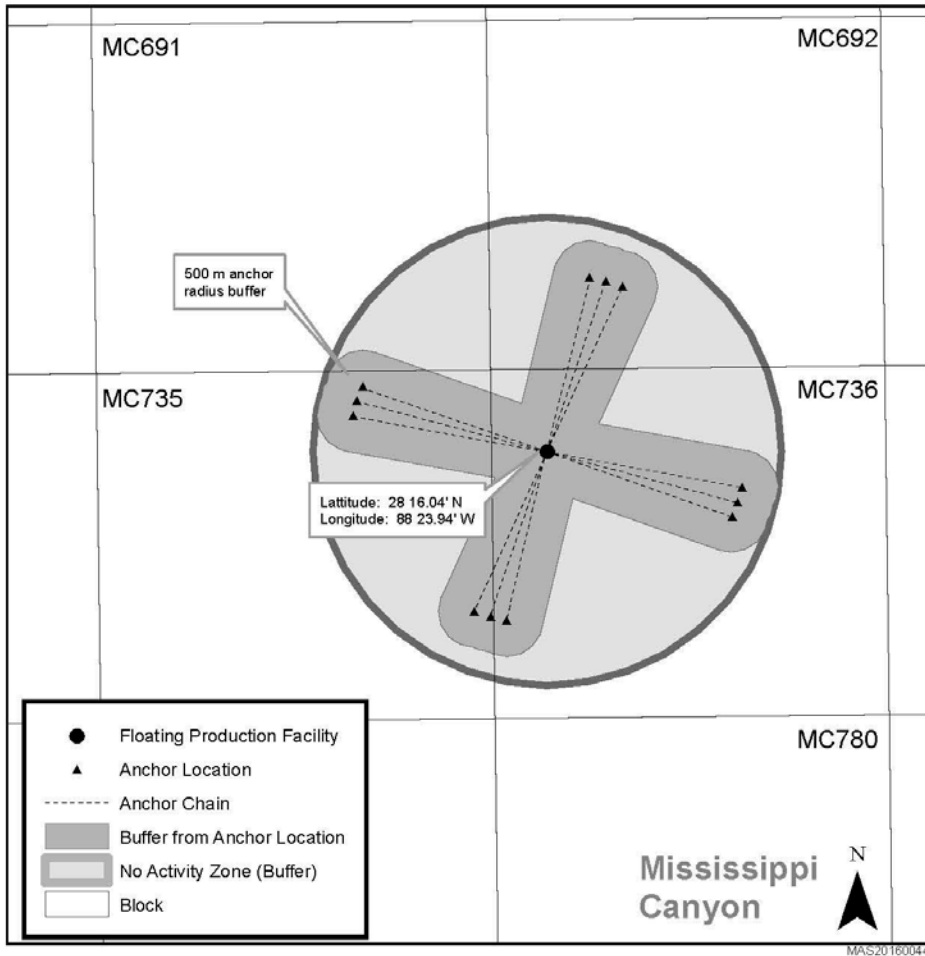 MC691
MC692
500 m anchor
radius buffer
MC735
MC736
Lattitude: 28 16.04' N
Longitude: 88 23.94' W
MC780
Floating Production Facility
Anchor Location
Anchor Chain
Buffer from Anchor Location
No Activity Zone (Buffer)
Block
Mississippi
Canyon
N
MAS20160044